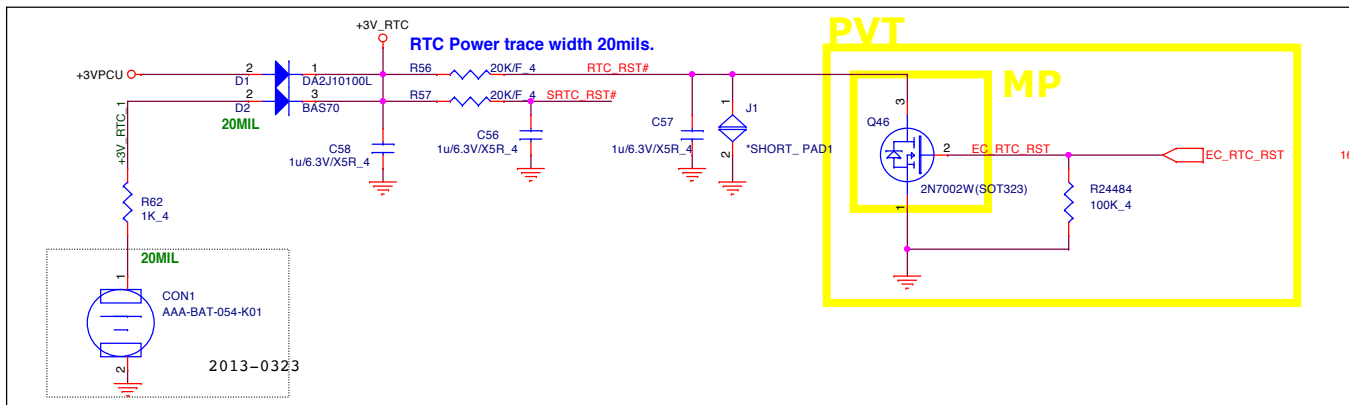 +3V_RTC
PVT
RTC Power trace width 20mils.
+3VPCU
2
1
D1
DA2J10100L
R56
20K/F_4
RTC_RST#
MP
2
3
D2
BAS70
R57
20K/F_4
SRTC_RST#
20MIL
+3V_RTC_1
C58
1u/6.3V/X5R_4
C56
1u/6.3V/X5R_4
C57
1u/6.3V/X5R_4
1
J1
2
*SHORT_ PAD1
3
Q46
2
EC_RTC_RST
EC_RTC_RST
16
2N7002W(SOT323)
1
R24484
100K_4
R62
1K_4
20MIL
1
CON1
AAA-BAT-054-K01
2
2013-0323